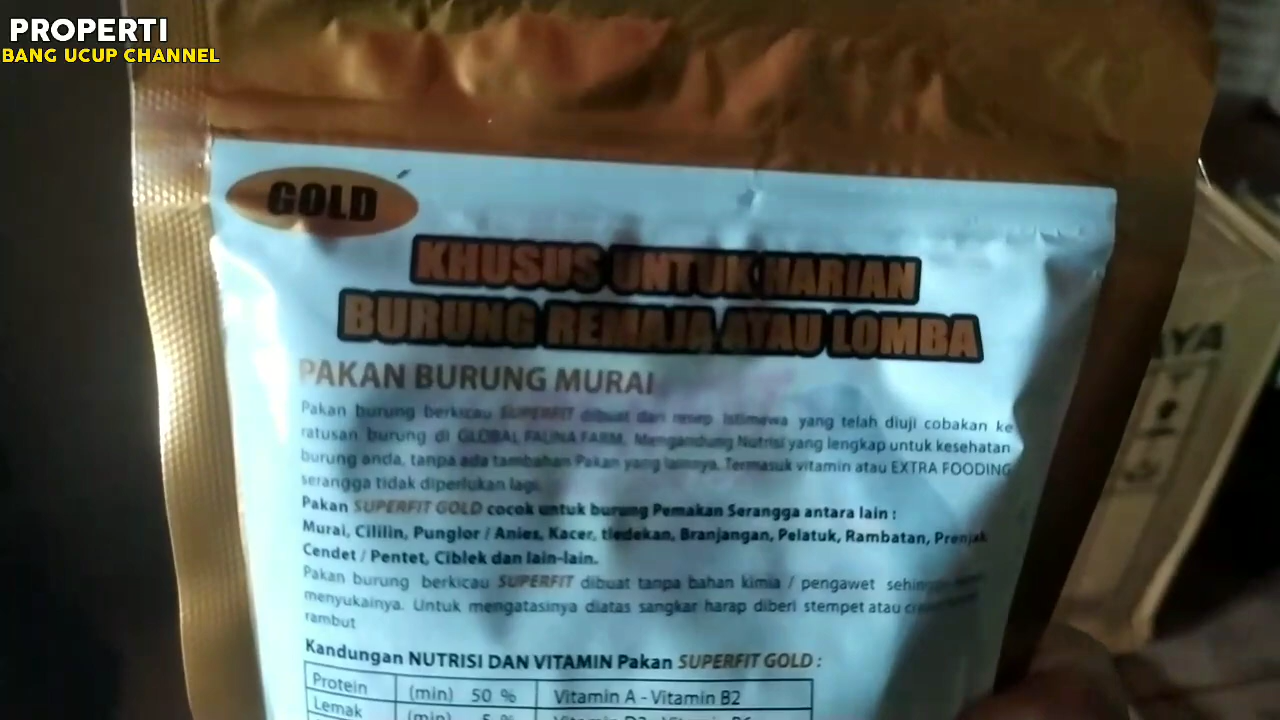 PROPERTI
BANG UCUP CHANNEL
GOLD
KHUSUS UNTUK HARIAN
BURUNG REMAJA ATAU LOMBA
PAKAN BURUNG MURAI
Pakan burung berkicau SUPERFIT dibuat dari resep istimewa yang telah diuji cobakan ke
ratusan burung di GLOBAL FAUNA FARM. Mengandung Nutrisi yang lengkap untuk kesehatan
burung anda, tanpa ada tambahan Pakan yang lainnya. Termasuk vitamin atau EXTRA FOODING
serangga tidak diperlukan lagi.
Pakan SUPERFIT GOLD cocok untuk burung Pemakan Serangga antara lain :
Murai, Cililin, Punglor / Anies, Kacer, tledekan, Branjangan, Pelatuk, Rambatan, Prenjak
Cendet / Pentet, Ciblek dan lain-lain.
Pakan burung berkicau SUPERFIT dibuat tanpa bahan kimia / pengawet
menyukainya. Untuk mengatasinya diatas sangkar harap diberi stempet atau
rambut
Kandungan NUTRISI DAN VITAMIN Pakan SUPERFIT GOLD :
Protein (min) 50 % Vitamin A - Vitamin B2
Lemak (min) 5 %